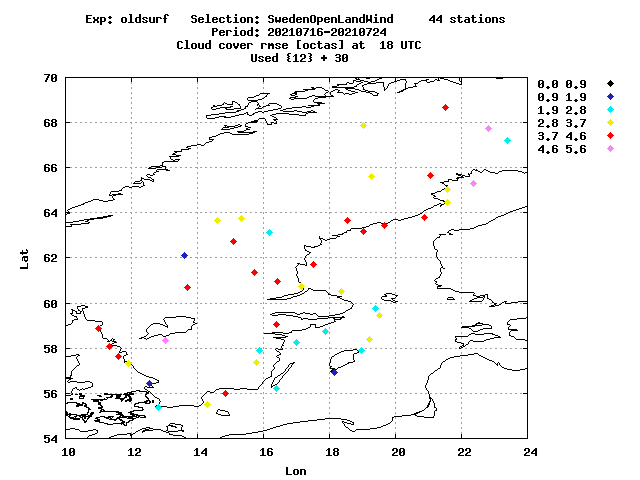 Exp: oldsurf   Selection: SwedenOpenLandWind     44 stations
Period: 20210716-20210724
Cloud cover rmse [octas] at  18 UTC
Used {12} + 30
0.0 0.9
0.9 1.9
1.9 2.8
2.8 3.7
3.7 4.6
4.6 5.6
70
68
66
64
62
60
58
56
54
Lat
10 12 14 16 18 20 22 24
Lon